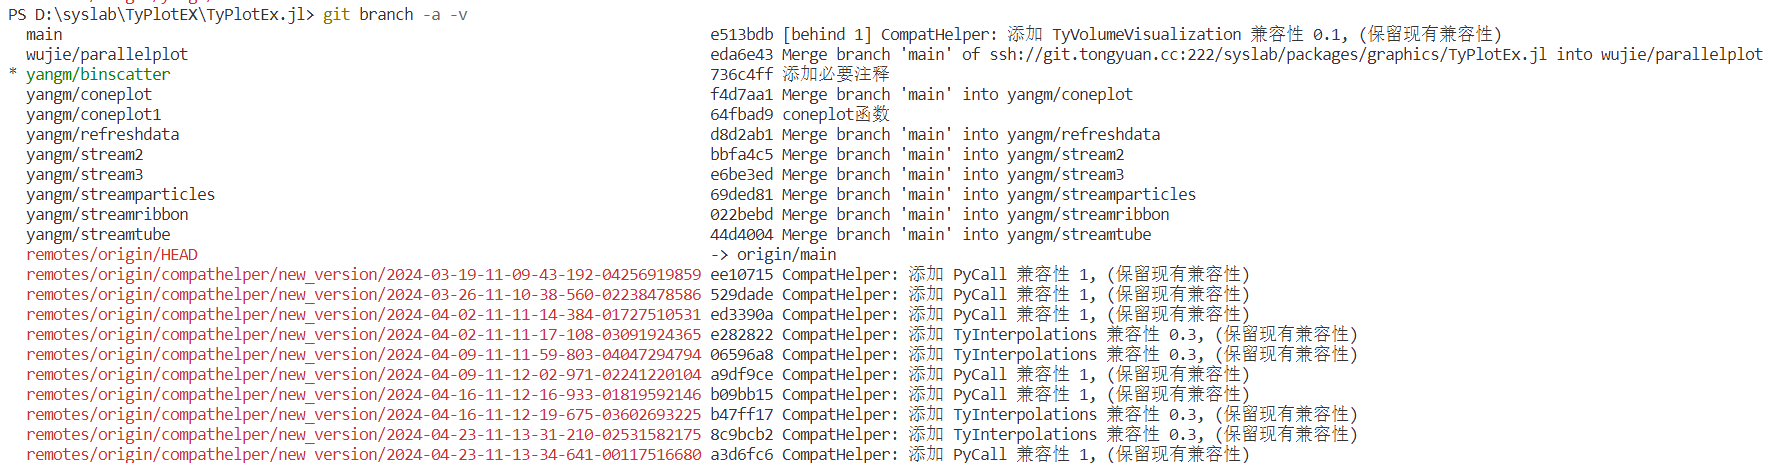 PS D:\syslab\TyPlotEX\TyPlotEx.jl> git branch -a -v
main e513bdb [behind 1] CompatHelper: 添加 TyVolumeVisualization 兼容性 0.1, (保留现有兼容性)
wujie/parallelplot eda6e43 Merge branch 'main' of ssh://git.tongyuan.cc:222/syslab/packages/graphics/TyPlotEx.jl into wujie/parallelplot
* yangm/binscatter 736c4ff 添加必要注释
yangm/coneplot f4d7aa1 Merge branch 'main' into yangm/coneplot
yangm/coneplot1 64fbad9 coneplot函数
yangm/refreshdata d8d2ab1 Merge branch 'main' into yangm/refreshdata
yangm/stream2 bbfa4c5 Merge branch 'main' into yangm/stream2
yangm/stream3 e6be3ed Merge branch 'main' into yangm/stream3
yangm/streamparticles 69ded81 Merge branch 'main' into yangm/streamparticles
yangm/streamribbon 022bebd Merge branch 'main' into yangm/streamribbon
yangm/streamtube 44d4004 Merge branch 'main' into yangm/streamtube
remotes/origin/HEAD -> origin/main
remotes/origin/compathelper/new_version/2024-03-19-11-09-43-192-04256919859 ee10715 CompatHelper: 添加 PyCall 兼容性 1, (保留现有兼容性)
remotes/origin/compathelper/new_version/2024-03-26-11-10-38-560-02238478586 529dade CompatHelper: 添加 PyCall 兼容性 1, (保留现有兼容性)
remotes/origin/compathelper/new_version/2024-04-02-11-11-14-384-01727510531 ed3390a CompatHelper: 添加 PyCall 兼容性 1, (保留现有兼容性)
remotes/origin/compathelper/new_version/2024-04-02-11-11-17-108-03091924365 e282822 CompatHelper: 添加 TyInterpolations 兼容性 0.3, (保留现有兼容性)
remotes/origin/compathelper/new_version/2024-04-09-11-11-59-803-04047294794 06596a8 CompatHelper: 添加 TyInterpolations 兼容性 0.3, (保留现有兼容性)
remotes/origin/compathelper/new_version/2024-04-09-11-12-02-971-02241220104 a9df9ce CompatHelper: 添加 PyCall 兼容性 1, (保留现有兼容性)
remotes/origin/compathelper/new_version/2024-04-16-11-12-16-933-01819592146 b09bb15 CompatHelper: 添加 PyCall 兼容性 1, (保留现有兼容性)
remotes/origin/compathelper/new_version/2024-04-16-11-12-19-675-03602693225 b47ff17 CompatHelper: 添加 TyInterpolations 兼容性 0.3, (保留现有兼容性)
remotes/origin/compathelper/new_version/2024-04-23-11-13-31-210-02531582175 8c9bcb2 CompatHelper: 添加 TyInterpolations 兼容性 0.3, (保留现有兼容性)
remotes/origin/compathelper/new_version/2024-04-23-11-13-34-641-00117516680 a3d6fc6 CompatHelper: 添加 PyCall 兼容性 1, (保留现有兼容性)